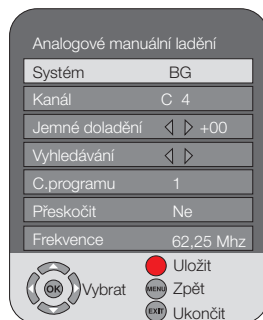 Analogové manuální ladění
Systém BG
Kanál C 4
Jemné doladění +00
Vyhledávání
C.programu 1
Přeskočit Ne
Frekvence 62,25 Mhz
OK Vybrat
Uložit
MENU Zpět
EXIT Ukončit